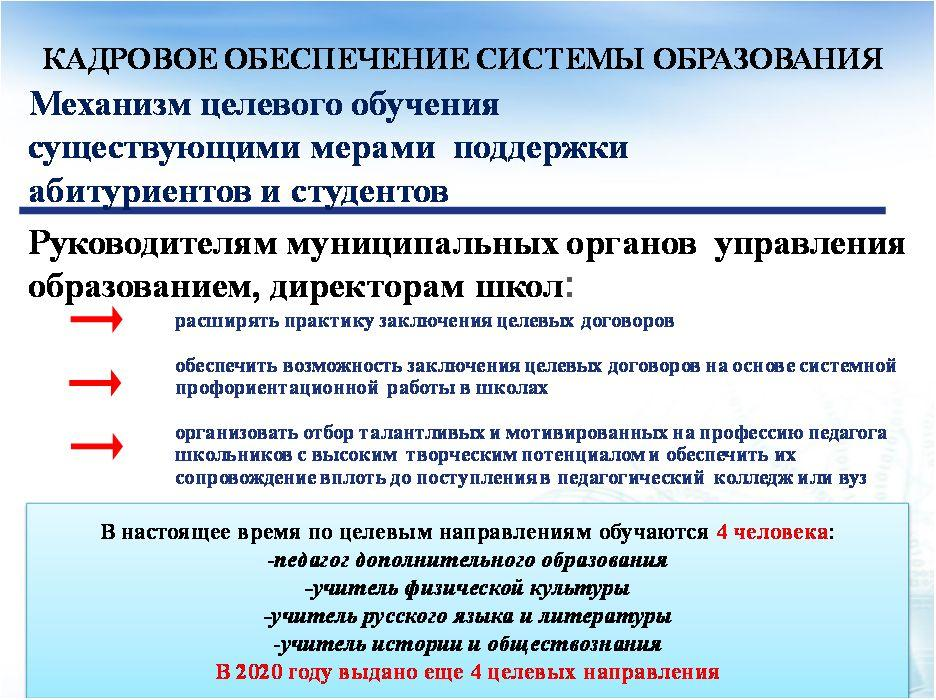 КАДРОВОЕ ОБЕСПЕЧЕНИЕ СИСТЕМЫ ОБРАЗОВАНИЯ
Механизм целевого обучения
существующими мерами поддержки
абитуриентов и студентов
Руководителям муниципальных органов управления
образованием, директорам школ:
расширять практику заключения целевых договоров
обеспечить возможность заключения целевых договоров на основе системной
профориентационной работы в школах
организовать отбор талантливых и мотивированных на профессию педагога
школьников с высоким творческим потенциалом и обеспечить их
сопровождение вплоть до поступления в педагогический колледж или вуз
В настоящее время по целевым направлениям обучаются 4 человека:
-педагог дополнительного образования
-учитель физической культуры
-учитель русского языка и литературы
-учитель истории и обществознания
В 2020 году выдано еще 4 целевых направления